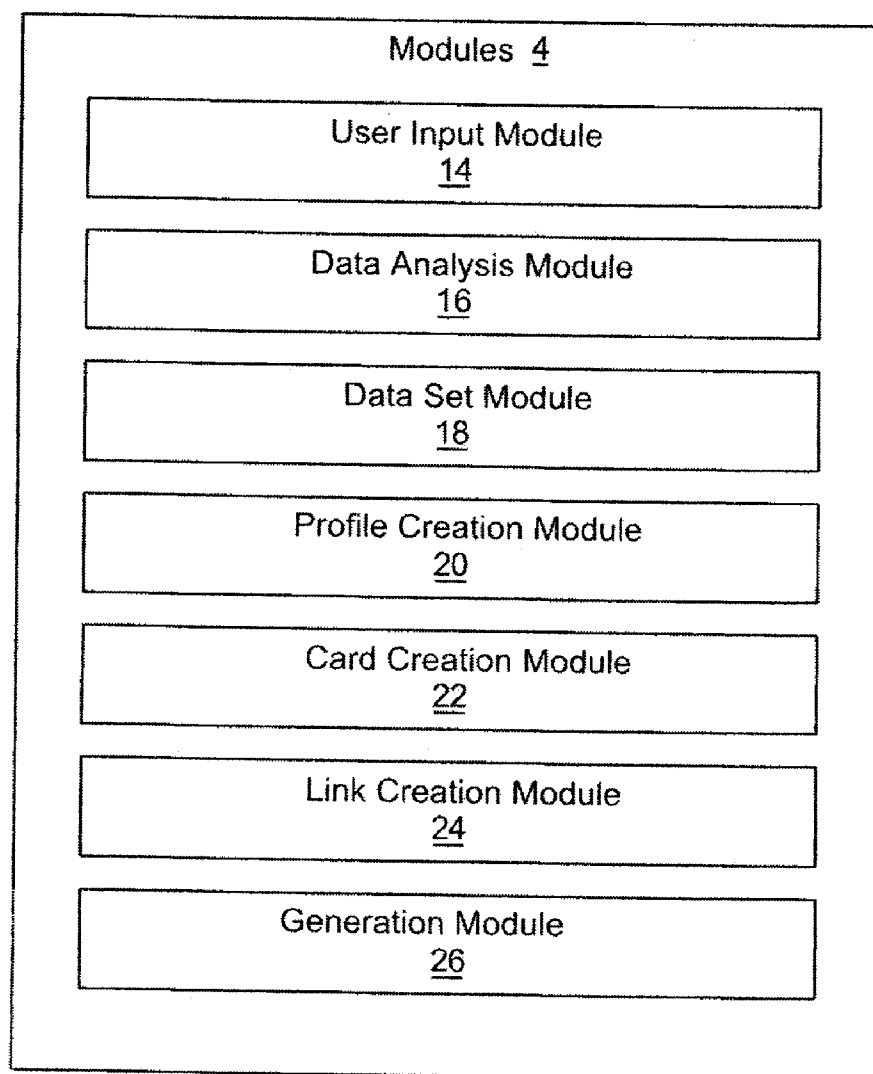 Modules 4
User Input Module
14
Data Analysis Module
16
Data Set Module
18
Profile Creation Module
20
Card Creation Module
22
Link Creation Module
24
Generation Module
26